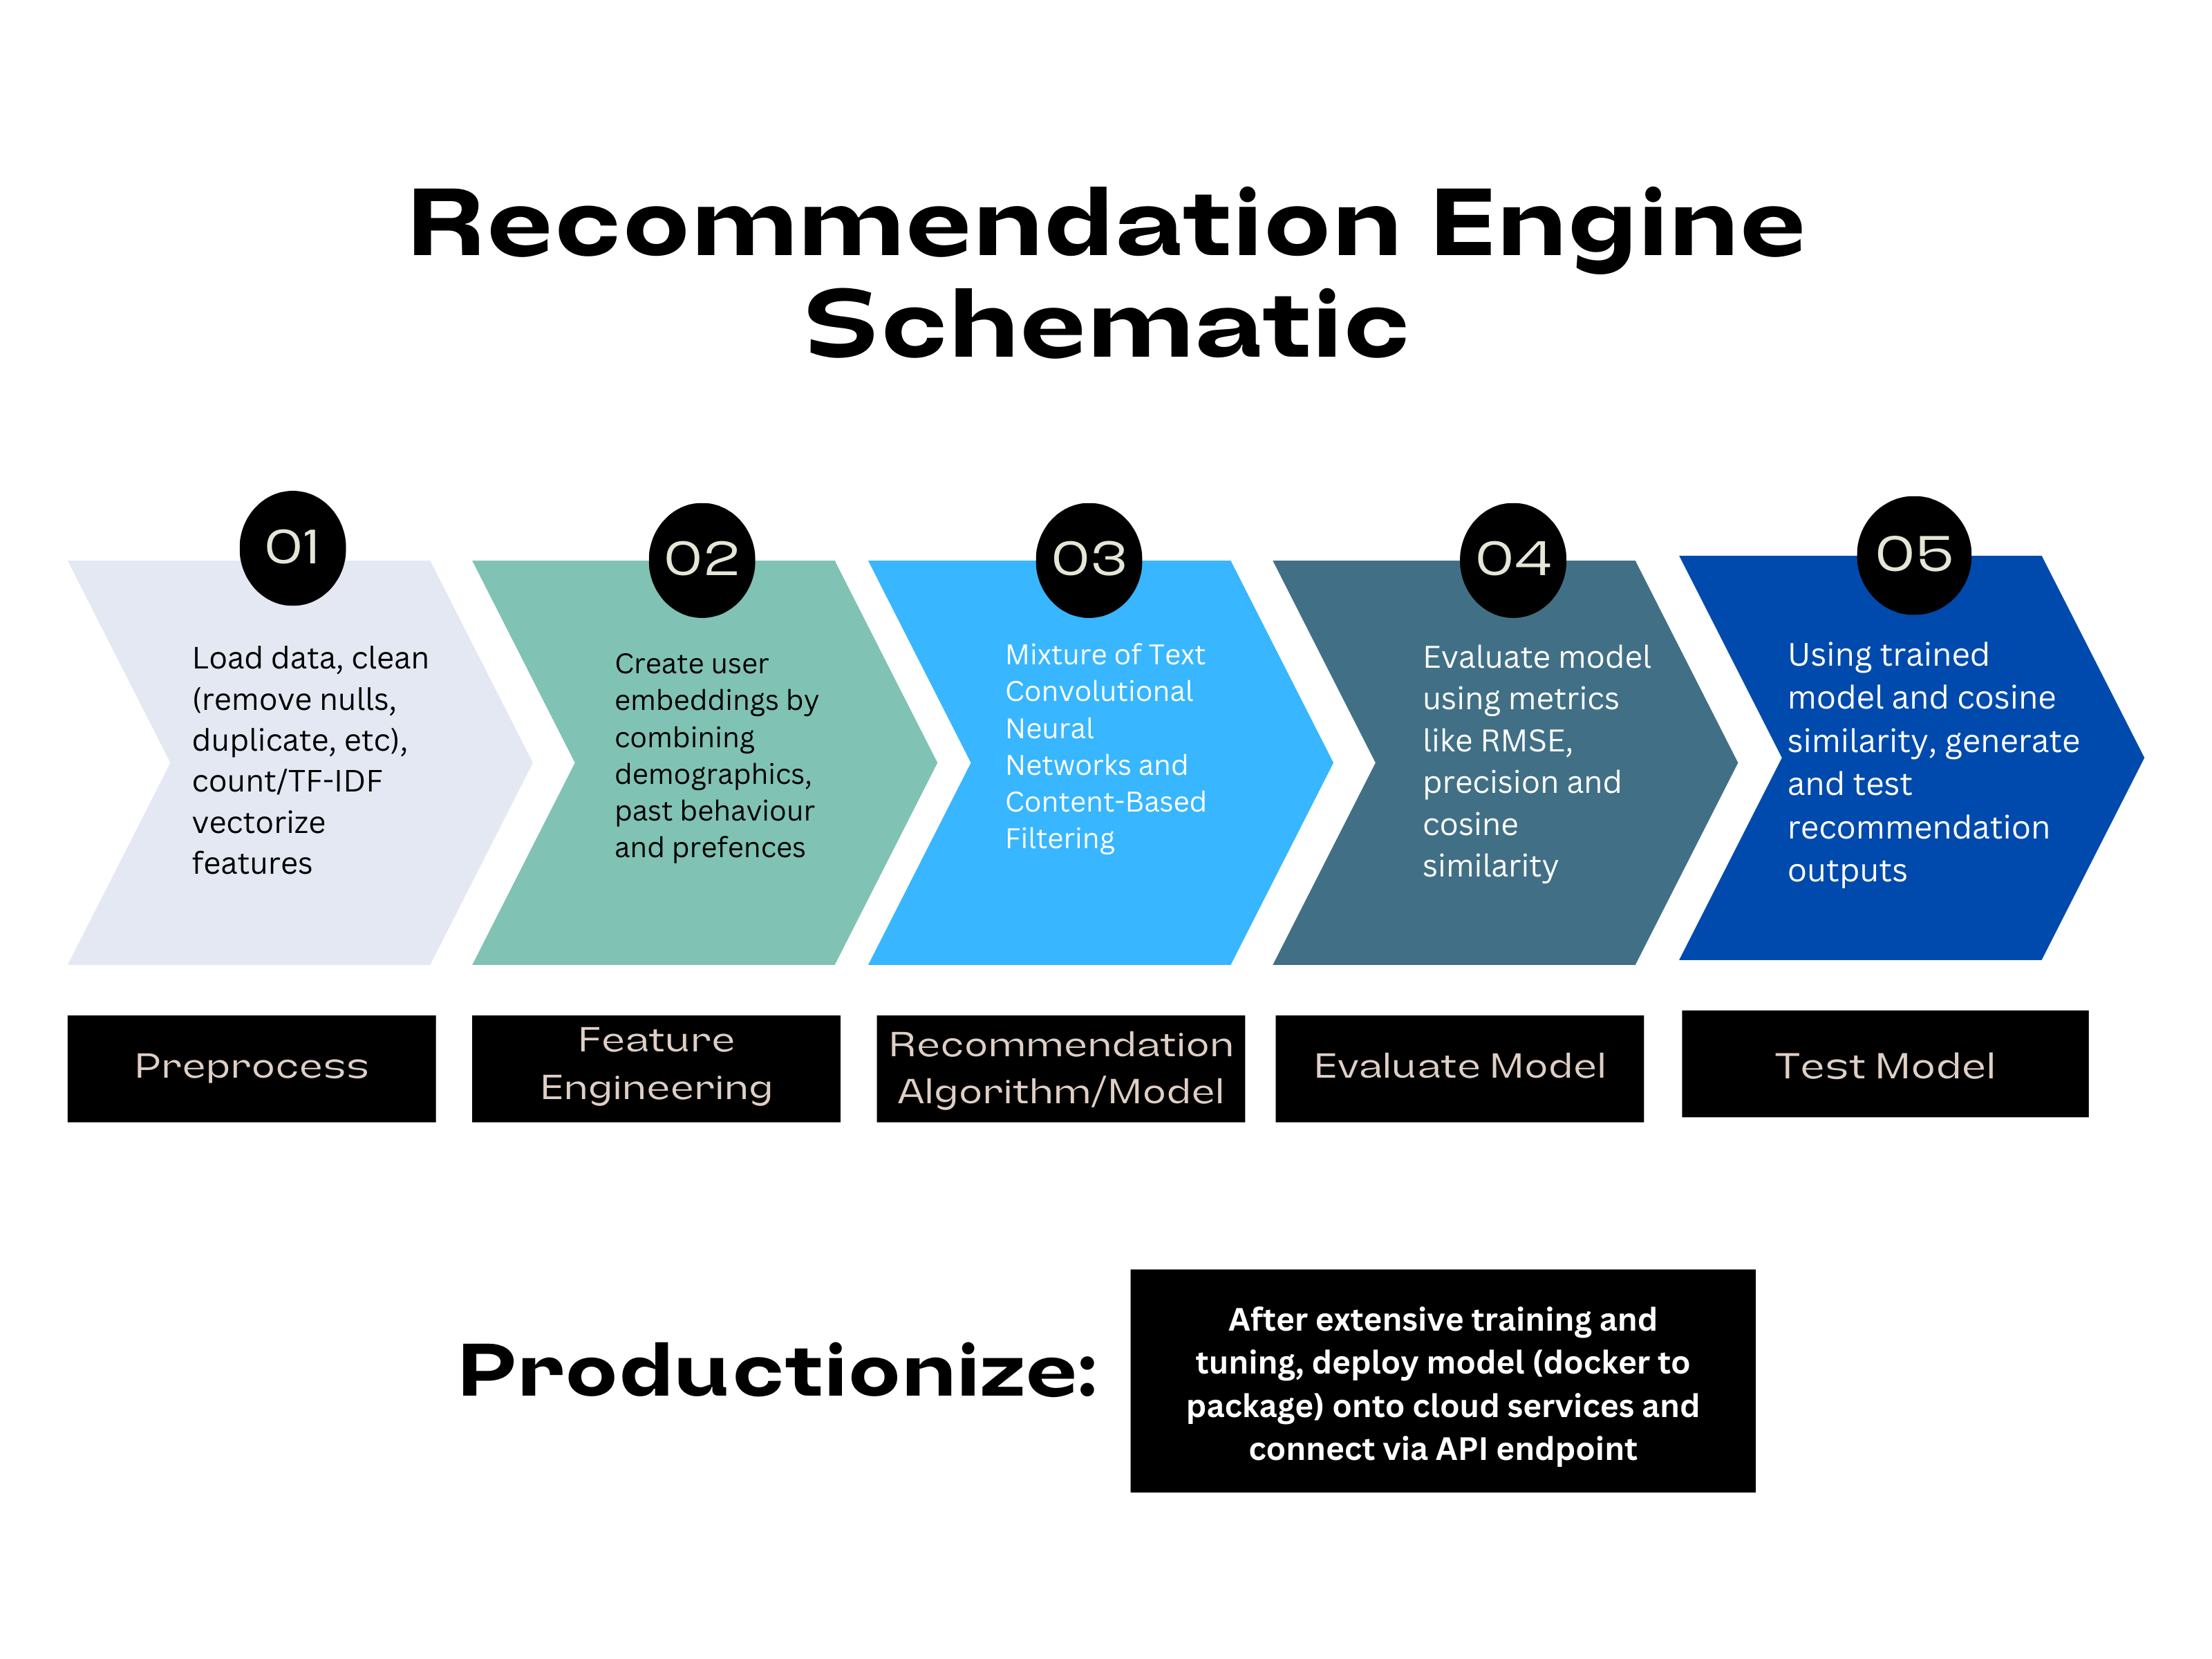 Recommendation Engine
Schematic
01
Load data, clean
(remove nulls,
duplicate, etc),
count/TF-IDF
vectorize
features
Preprocess
02
Create user
embeddings by
combining
demographics,
past behaviour
and prefences
Feature
Engineering
03
Mixture of Text
Convolutional
Neural
Networks and
Content-Based
Filtering
Recommendation
Algorithm/Model
04
Evaluate model
using metrics
like RMSE,
precision and
cosine
similarity
Evaluate Model
05
Using trained
model and cosine
similarity, generate
and test
recommendation
outputs
Test Model
Productionize:
After extensive training and
tuning, deploy model (docker to
package) onto cloud services and
connect via API endpoint